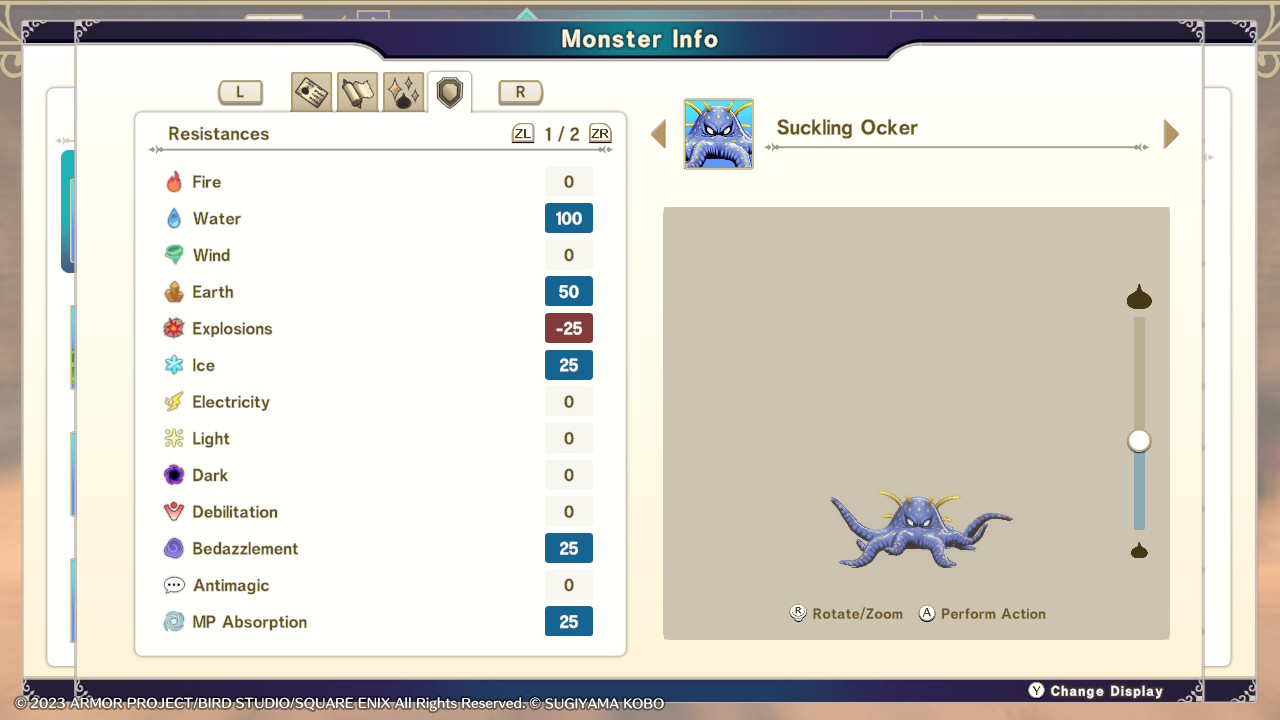 Monster Info
L
R
Resistances
ZL 1 / 2 ZR
Fire 0
Water 100
Wind 0
Earth 50
Explosions -25
Ice 25
Electricity 0
Light 0
Dark 0
Debilitation 0
Bedazzlement 25
Antimagic 0
MP Absorption 25
Suckling Ocker
R Rotate/Zoom A Perform Action
Y Change Display
© 2023 ARMOR PROJECT/BIRD STUDIO/SQUARE ENIX All Rights Reserved. © SUGIYAMA KOBO